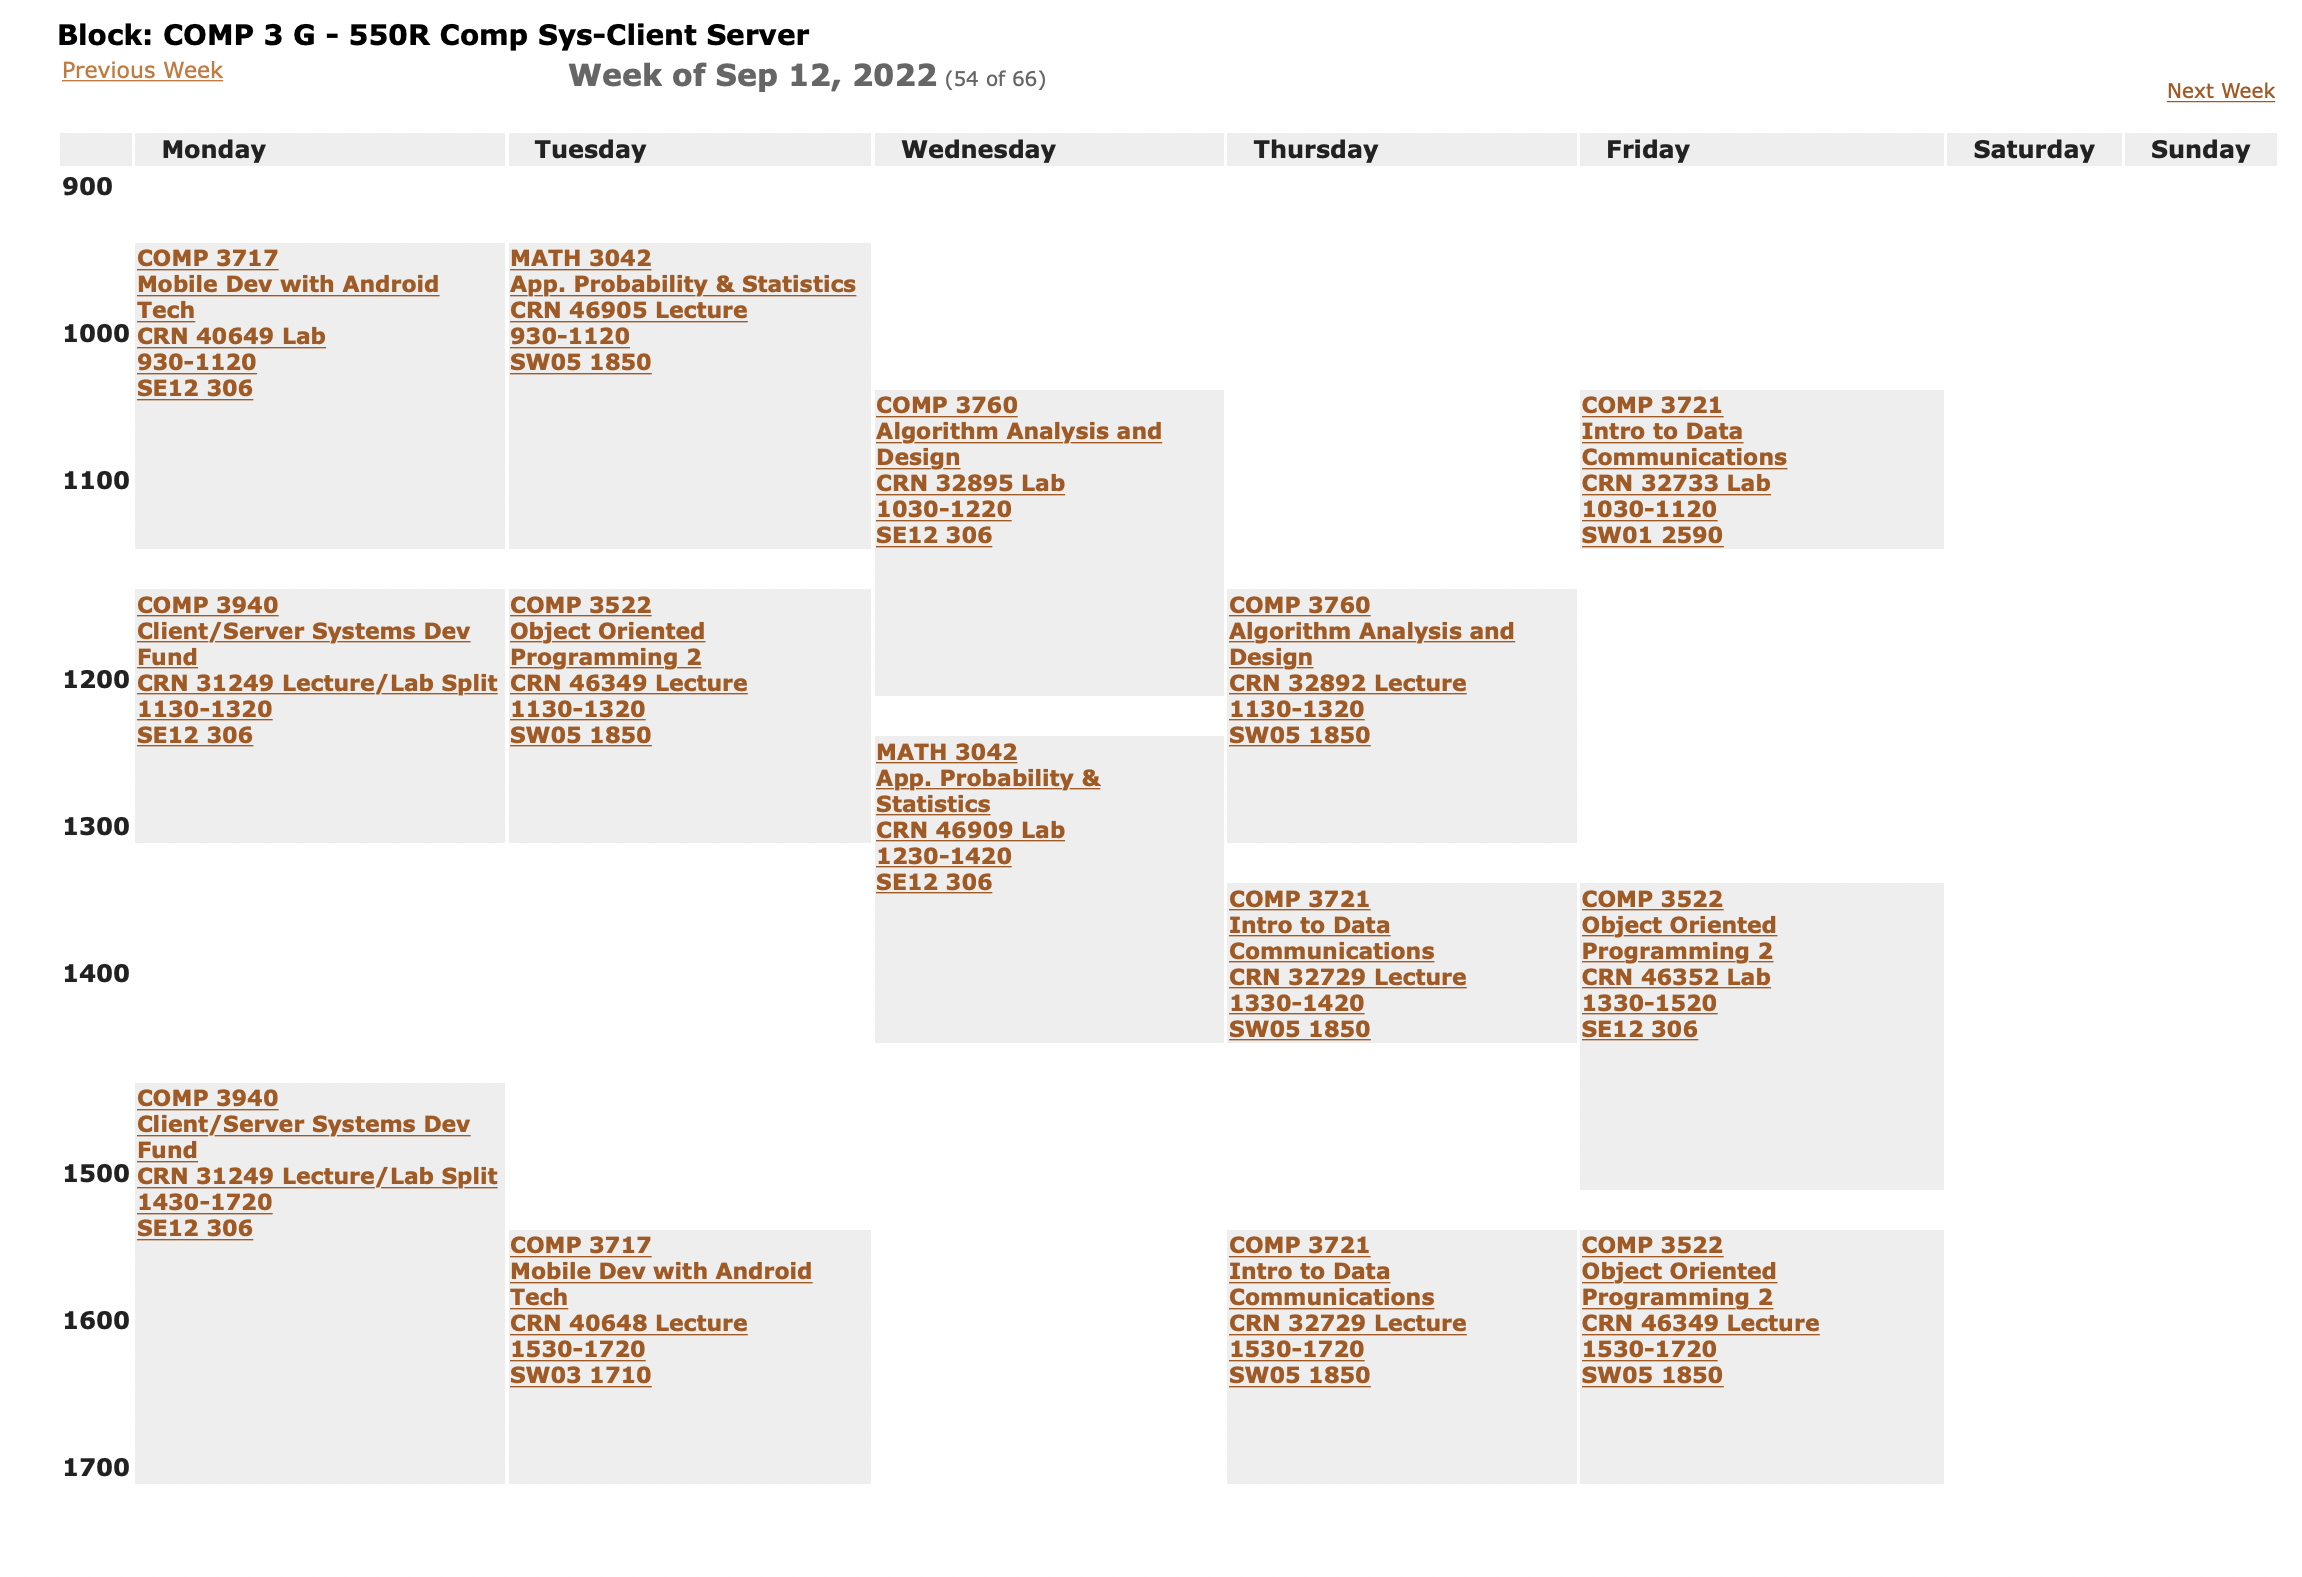 Block: COMP 3 G - 550R Comp Sys-Client Server
Previous Week
Week of Sep 12, 2022 (54 of 66)
Next Week
Monday Tuesday Wednesday Thursday Friday Saturday Sunday
900
COMP 3717
Mobile Dev with Android
Tech
CRN 40649 Lab
930-1120
SE12 306
MATH 3042
App. Probability & Statistics
CRN 46905 Lecture
930-1120
SW05 1850
1000
COMP 3760
Algorithm Analysis and
Design
CRN 32895 Lab
1030-1220
SE12 306
COMP 3721
Intro to Data
Communications
CRN 32733 Lab
1030-1120
SW01 2590
1100
COMP 3940
Client/Server Systems Dev
Fund
CRN 31249 Lecture/Lab Split
1130-1320
SE12 306
COMP 3522
Object Oriented
Programming 2
CRN 46349 Lecture
1130-1320
SW05 1850
COMP 3760
Algorithm Analysis and
Design
CRN 32892 Lecture
1130-1320
SW05 1850
1200
MATH 3042
App. Probability &
Statistics
CRN 46909 Lab
1230-1420
SE12 306
1300
COMP 3721
Intro to Data
Communications
CRN 32729 Lecture
1330-1420
SW05 1850
COMP 3522
Object Oriented
Programming 2
CRN 46352 Lab
1330-1520
SE12 306
1400
COMP 3940
Client/Server Systems Dev
Fund
CRN 31249 Lecture/Lab Split
1430-1720
SE12 306
1500
COMP 3717
Mobile Dev with Android
Tech
CRN 40648 Lecture
1530-1720
SW03 1710
COMP 3721
Intro to Data
Communications
CRN 32729 Lecture
1530-1720
SW05 1850
COMP 3522
Object Oriented
Programming 2
CRN 46349 Lecture
1530-1720
SW05 1850
1600
1700